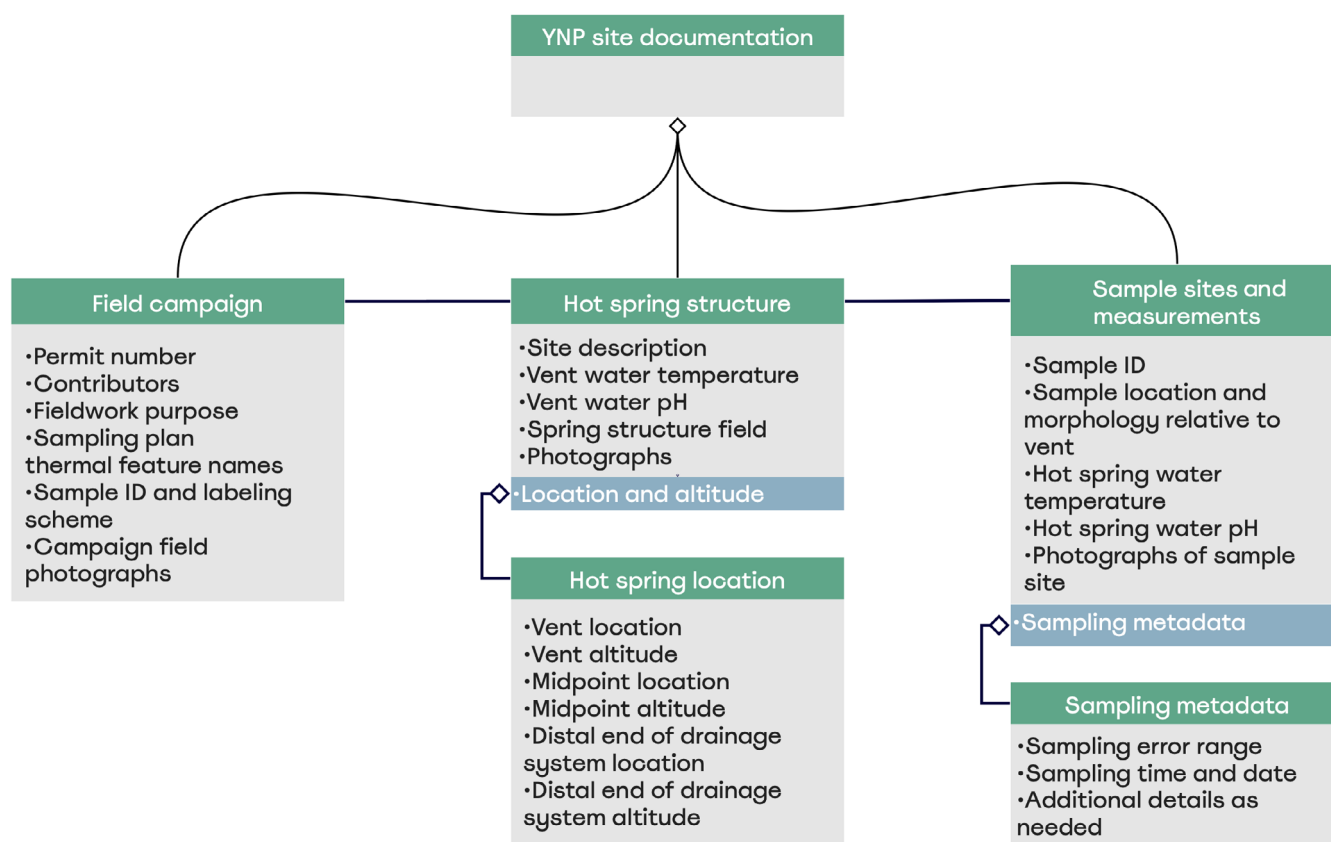 YNP site documentation
Field campaign
•Permit number
•Contributors
•Fieldwork purpose
•Sampling plan
thermal feature names
•Sample ID and labeling
scheme
•Campaign field
photographs
Hot spring structure
•Site description
•Vent water temperature
•Vent water pH
•Spring structure field
•Photographs
•Location and altitude
Hot spring location
•Vent location
•Vent altitude
•Midpoint location
•Midpoint altitude
•Distal end of drainage
system location
•Distal end of drainage
system altitude
Sample sites and
measurements
•Sample ID
•Sample location and
morphology relative to
vent
•Hot spring water
temperature
•Hot spring water pH
•Photographs of sample
site
•Sampling metadata
Sampling metadata
•Sampling error range
•Sampling time and date
•Additional details as
needed